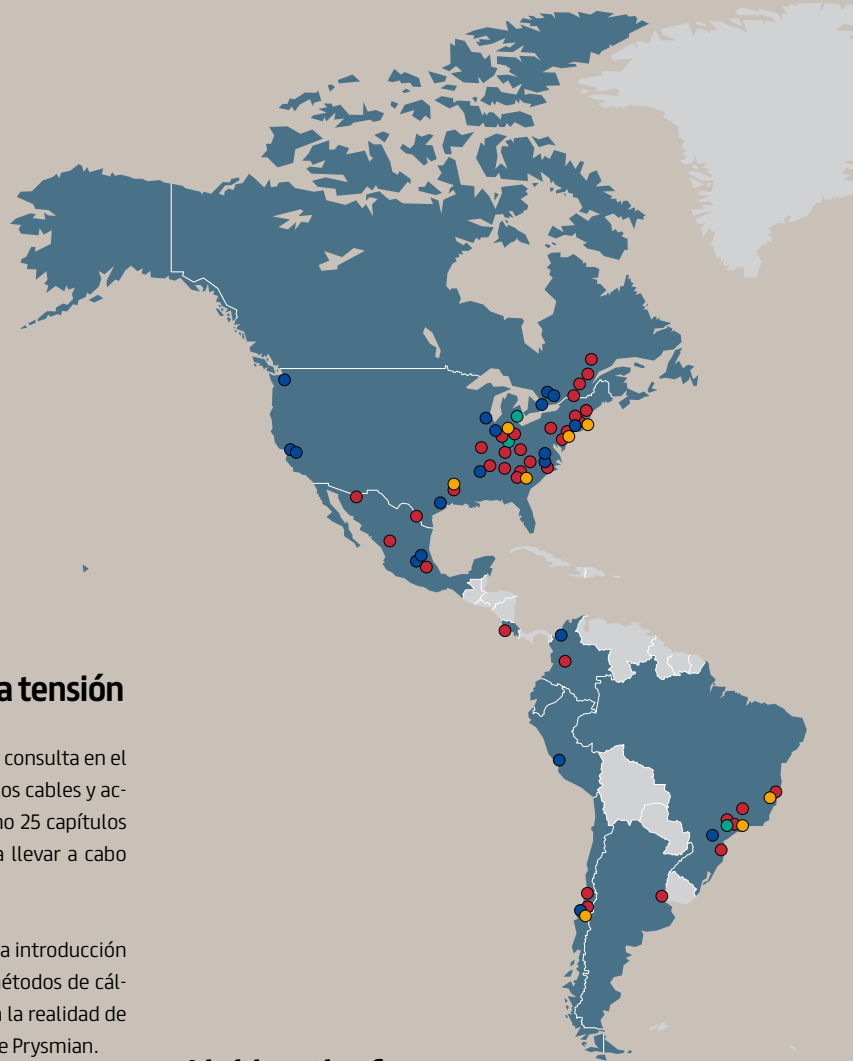 a tensión
consulta en el
os cables y ac-
no 25 capítulos
a llevar a cabo
a introducción
étodos de cál-
la realidad de
e Prysmian.